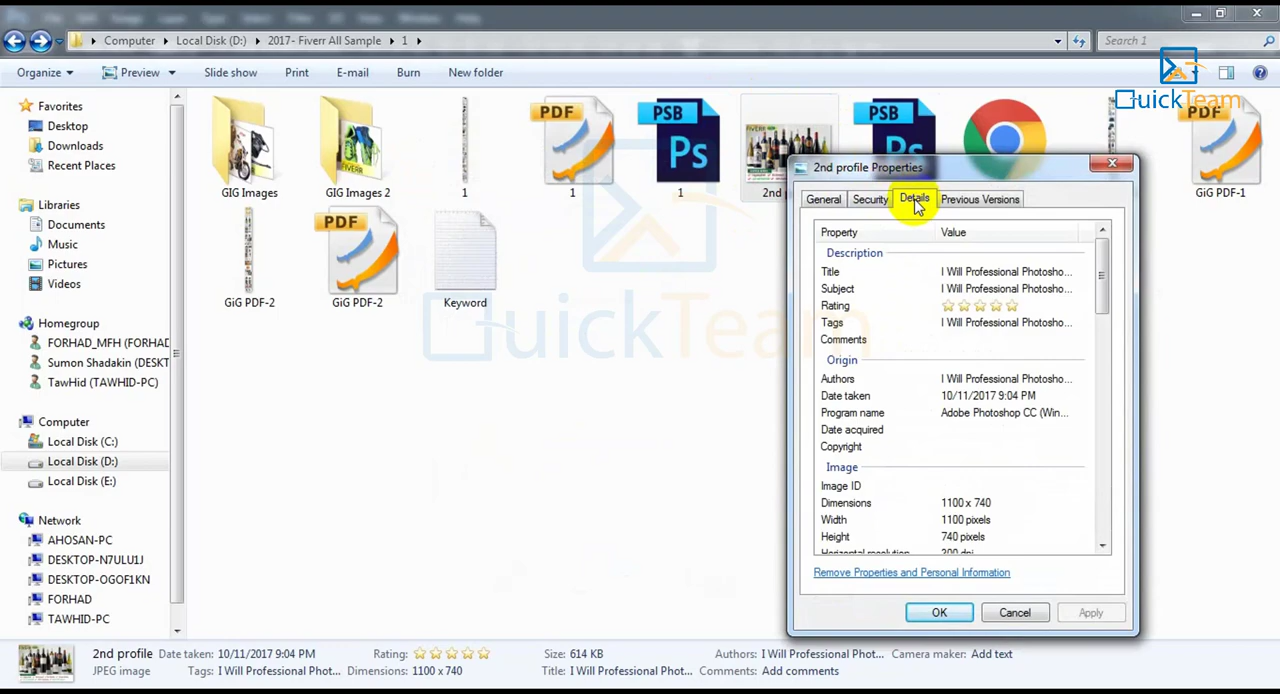 Computer
Local Disk (D:)
2017- Fiverr All Sample
1
Search 1
Organize
Preview
Slide show
Print
E-mail
Burn
New folder
QuickTeam
Favorites
Desktop
Downloads
Recent Places
Libraries
Documents
Music
Pictures
Videos
Homegroup
FORHAD_MFH (FORHAD
Sumon Shadakin (DESKT
TawHid (TAWHID-PC)
Computer
Local Disk (C:)
Local Disk (D:)
Local Disk (E:)
Network
AHOSAN-PC
DESKTOP-N7ULU1J
DESKTOP-OGOF1KN
FORHAD
TAWHID-PC
FIVERR
PDF
PSB
Ps
PSB
Ps
PDF
GIG Images
GIG Images 2
1
1
1
2nd
GiG PDF-1
PDF
GiG PDF-2
GiG PDF-2
Keyword
QuickTeam
2nd profile Properties
General
Security
Details
Previous Versions
Property Value
Description
Title I Will Professional Photosho...
Subject I Will Professional Photosho...
Rating
Tags I Will Professional Photosho...
Comments
Origin
Authors I Will Professional Photosho...
Date taken 10/11/2017 9:04 PM
Program name Adobe Photoshop CC (Win...
Date acquired
Copyright
Image
Image ID
Dimensions 1100 x 740
Width 1100 pixels
Height 740 pixels
Horizontal resolution 300 dpi
Remove Properties and Personal Information
OK
Cancel
Apply
2nd profile Date taken: 10/11/2017 9:04 PM Rating: Size: 614 KB Authors: I Will Professional Phot... Camera maker: Add text
JPEG image Tags: I Will Professional Phot... Dimensions: 1100 x 740 Title: I Will Professional Phot... Comments: Add comments